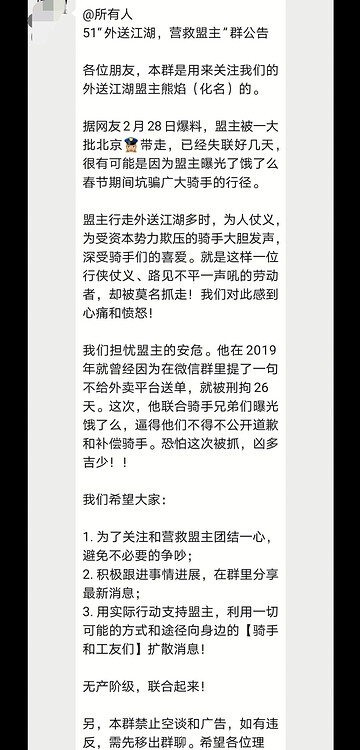 @所有人
51“外送江湖，营救盟主”群公告
各位朋友，本群是用来关注我们的
外送江湖盟主熊焰（化名）的。
据网友2月28日爆料，盟主被一大
批北京👮带走，已经失联好几天，
很有可能是因为盟主曝光了饿了么
春节期间坑骗广大骑手的行径。
盟主行走外送江湖多时，为人仗义，
为受资本势力欺压的骑手大胆发声，
深受骑手们的喜爱。就是这样一位
行侠仗义、路见不平一声吼的劳动
者，却被莫名抓走！我们对此感到
心痛和愤怒！
我们担忧盟主的安危。他在2019
年就曾经因为在微信群里提了一句
不给外卖平台送单，就被刑拘26
天。这次，他联合骑手兄弟们曝光
饿了么，逼得他们不得不公开道歉
和补偿骑手。恐怕这次被抓，凶多
吉少！！
我们希望大家：
1. 为了关注和营救盟主团结一心，
避免不必要的争吵；
2. 积极跟进事情进展，在群里分享
最新消息；
3. 用实际行动支持盟主，利用一切
可能的方式和途径向身边的【骑手
和工友们】扩散消息！
无产阶级，联合起来！
另，本群禁止空谈和广告，如有违
反，需先移出群聊。希望各位理